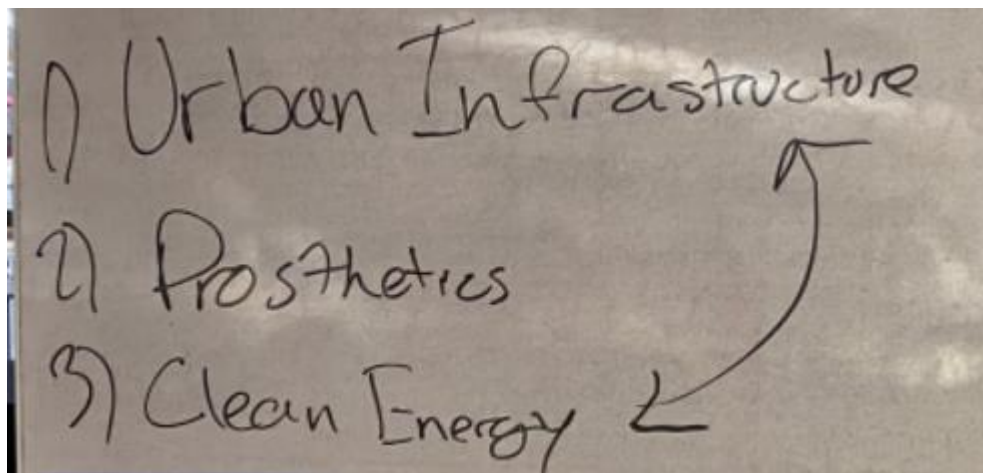 1) Urban Infrastructure
2) Prosthetics
3) Clean Energy